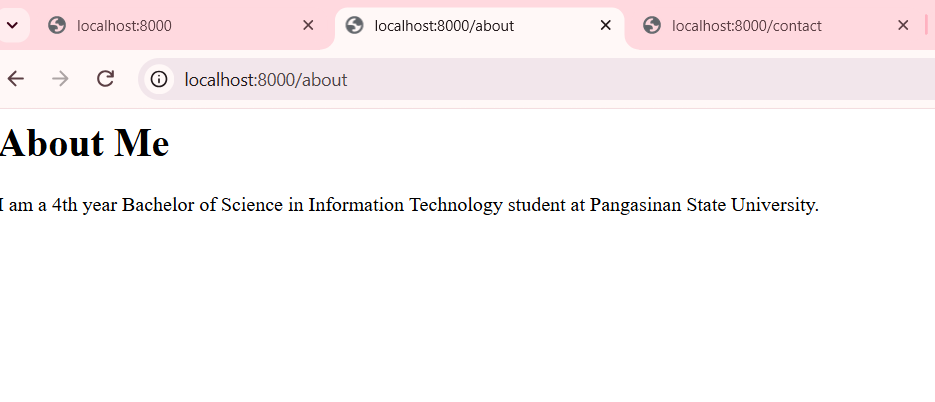 localhost:8000
localhost:8000/about
localhost:8000/contact
localhost:8000/about
About Me
I am a 4th year Bachelor of Science in Information Technology student at Pangasinan State University.